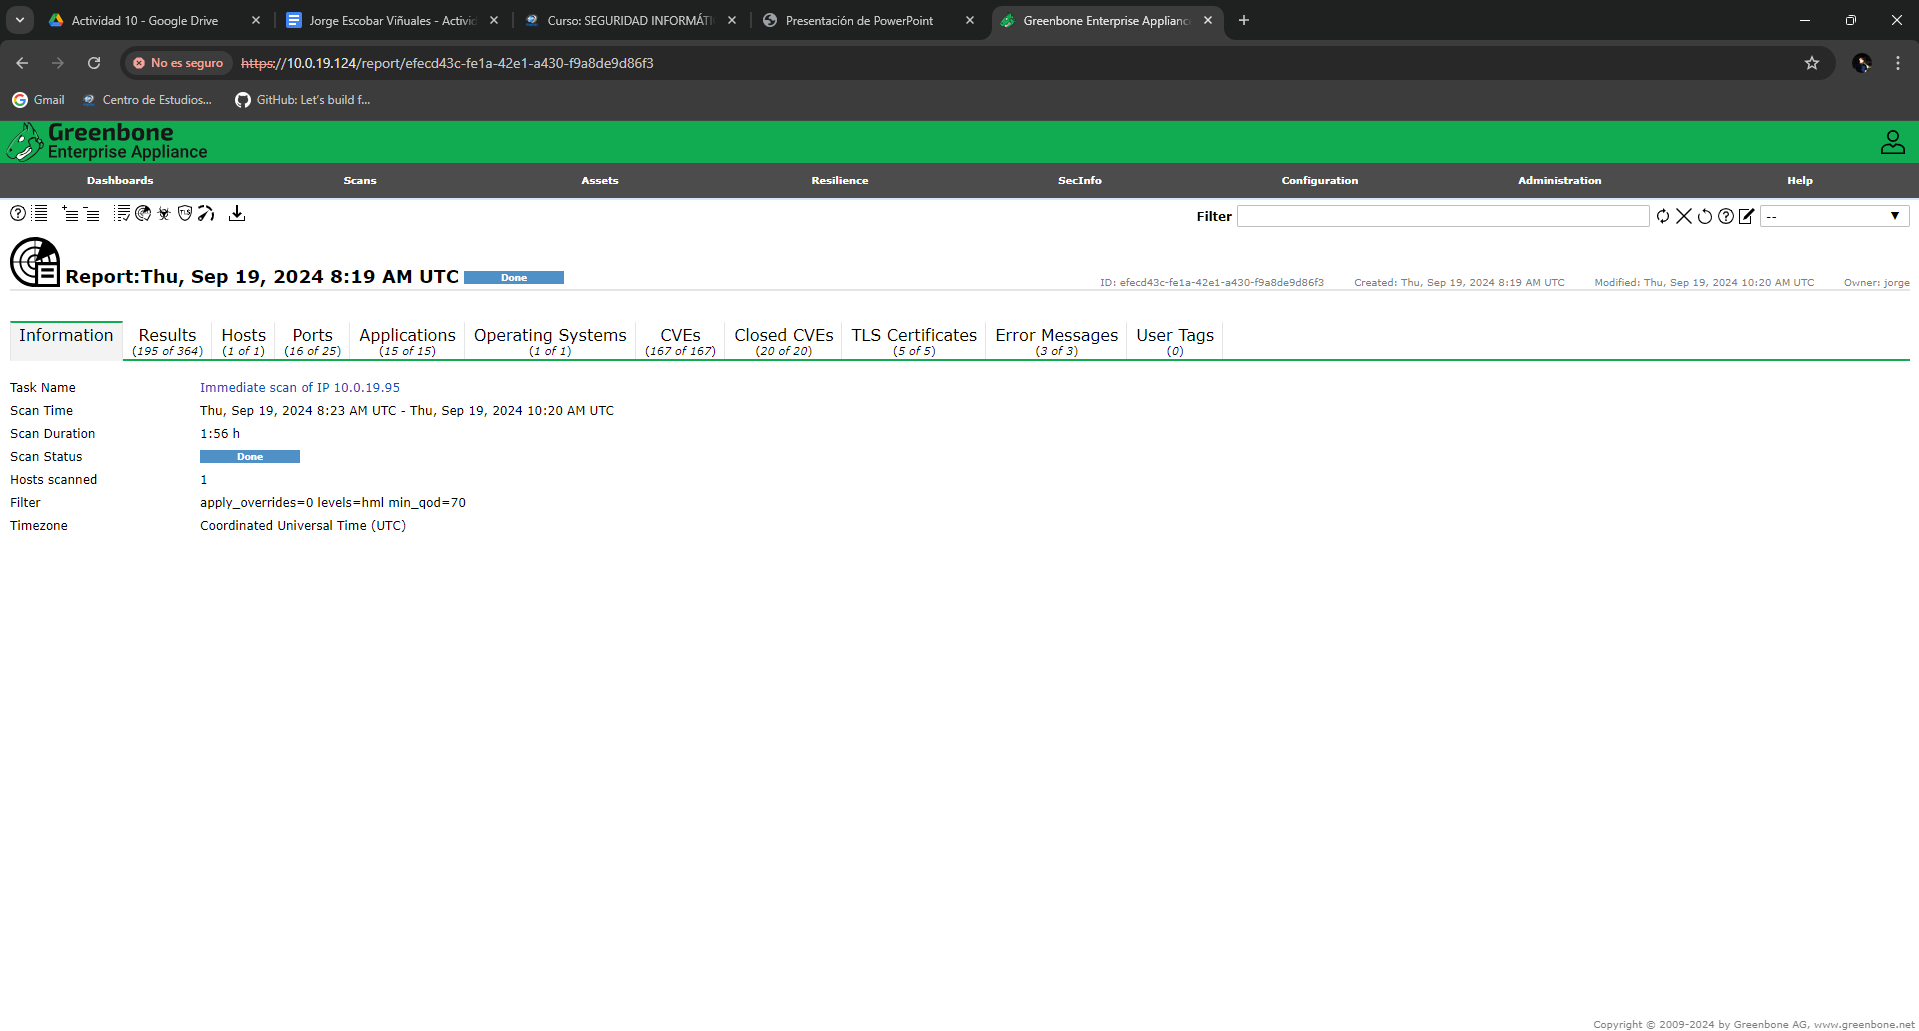 Actividad 10 - Google Drive
Jorge Escobar Viñuales - Activid
Curso: SEGURIDAD INFORMÁTI
Presentación de PowerPoint
Greenbone Enterprise Appliance
No es seguro
https://10.0.19.124/report/efecd43c-fe1a-42e1-a430-f9a8de9d86f3
Gmail
Centro de Estudios...
GitHub: Let's build f...
Greenbone
Enterprise Appliance
Dashboards
Scans
Assets
Resilience
SecInfo
Configuration
Administration
Help
TLS
Filter
--
Report:Thu, Sep 19, 2024 8:19 AM UTC
Done
ID: efecd43c-fe1a-42e1-a430-f9a8de9d86f3
Created: Thu, Sep 19, 2024 8:19 AM UTC
Modified: Thu, Sep 19, 2024 10:20 AM UTC
Owner: jorge
Information
Results
(195 of 364)
Hosts
(1 of 1)
Ports
(16 of 25)
Applications
(15 of 15)
Operating Systems
(1 of 1)
CVEs
(167 of 167)
Closed CVEs
(20 of 20)
TLS Certificates
(5 of 5)
Error Messages
(3 of 3)
User Tags
(0)
Task Name Immediate scan of IP 10.0.19.95
Scan Time Thu, Sep 19, 2024 8:23 AM UTC - Thu, Sep 19, 2024 10:20 AM UTC
Scan Duration 1:56 h
Scan Status Done
Hosts scanned 1
Filter apply_overrides=0 levels=hml min_qod=70
Timezone Coordinated Universal Time (UTC)
Copyright © 2009-2024 by Greenbone AG, www.greenbone.net